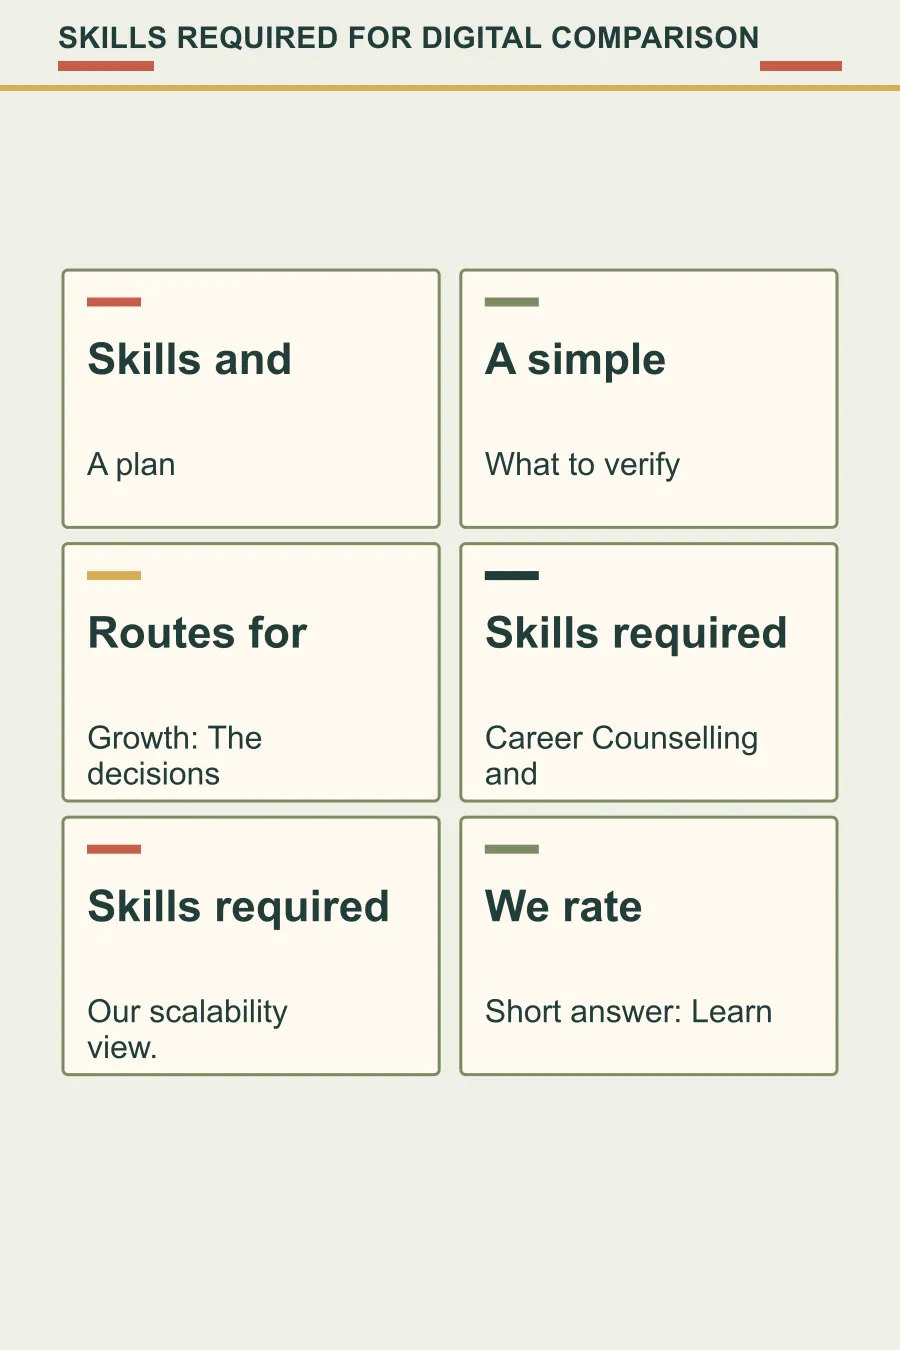 SKILLS REQUIRED FOR DIGITAL COMPARISON
Skills and
A plan
A simple
What to verify
Routes for
Growth: The
decisions
Skills required
Career Counselling
and
Skills required
Our scalability
view.
We rate
Short answer: Learn